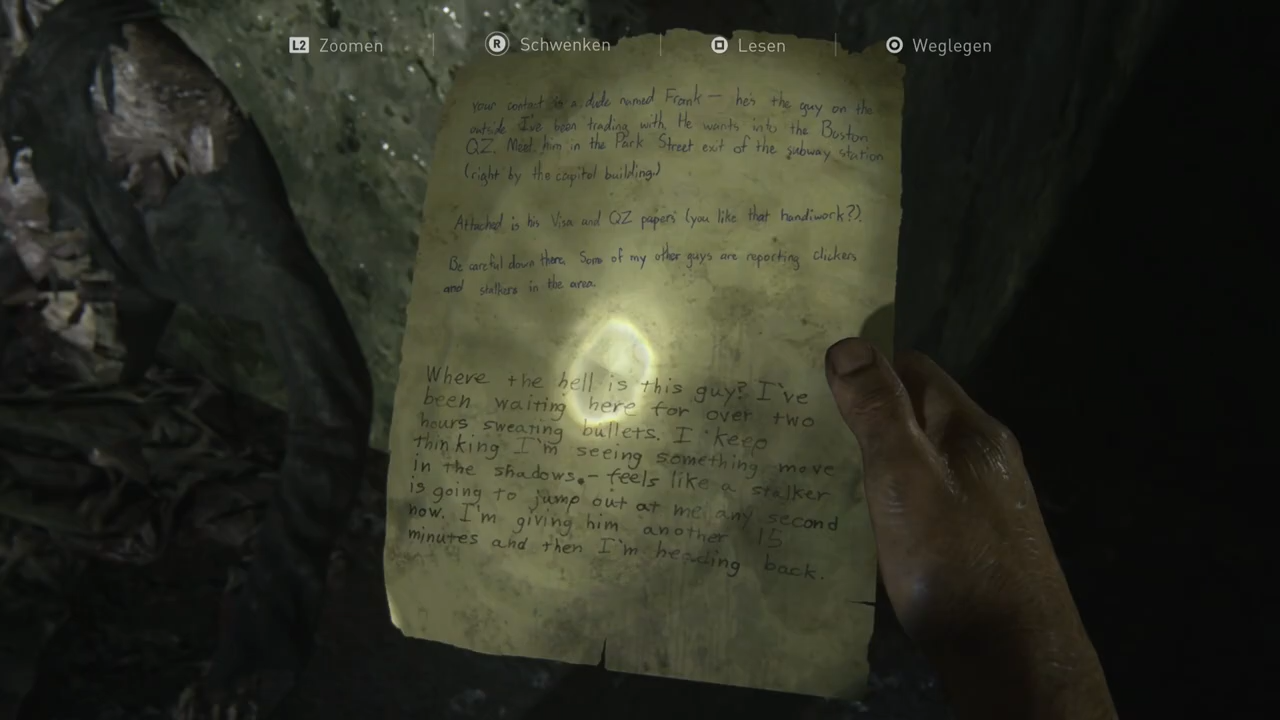 L2 Zoomen R Schwenken Lesen Weglegen
Your contact is a dude named Frank — he's the guy on the
outside I've been trading with. He wants into the Boston
QZ. Meet him in the Park Street exit of the subway station
(right by the capitol building.)
Attached is his Visa and QZ papers (you like that handiwork?).
Be careful down there. Some of my other guys are reporting clickers
and stalkers in the area.
Where the hell is this guy? I've
been waiting here for over two
hours sweating bullets. I keep
thinking I'm seeing something move
in the shadows. - feels like a stalker
is going to jump out at me any second
now. I'm giving him another 15
minutes and then I'm heading back.